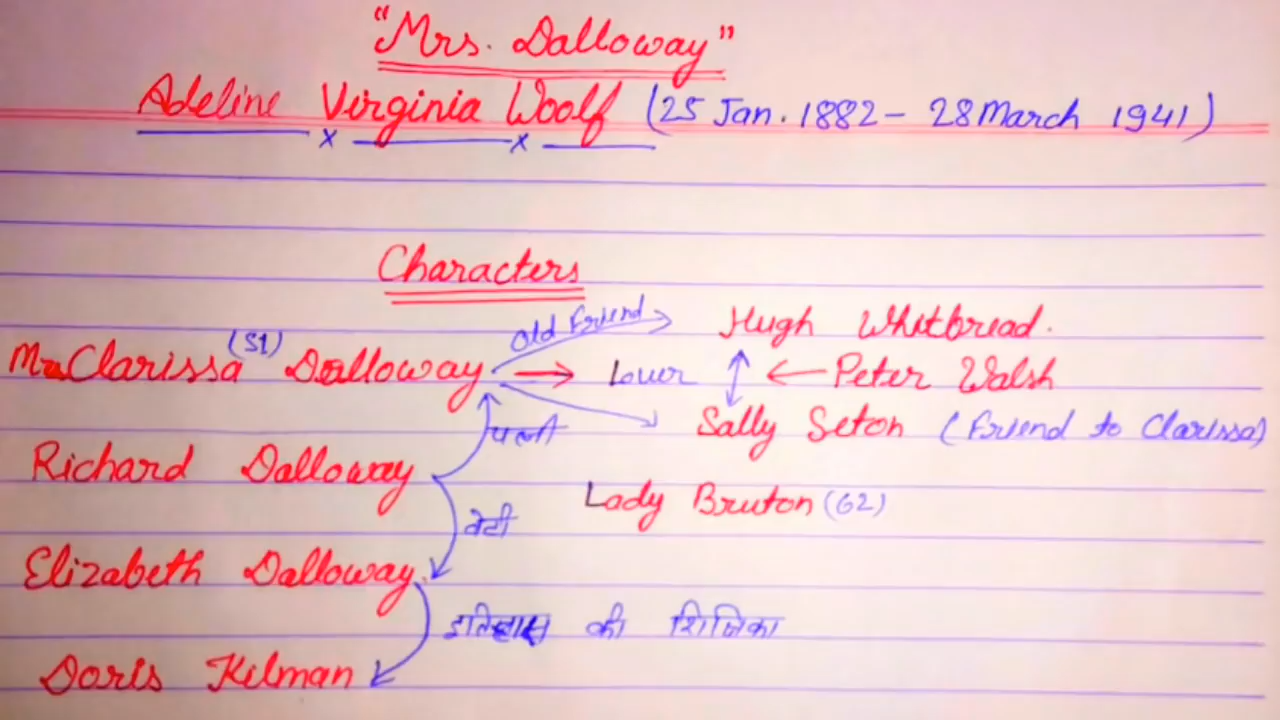 "Mrs. Dalloway"
Adeline Virginia Woolf (25 Jan. 1882 - 28 March 1941)
Characters
Old Friend → Hugh Whitbread.
Mrs Clarissa (51) Dalloway → Lover ↕ ← Peter Walsh
Sally Seton (Friend to Clarissa)
पत्नी
Richard Dalloway
Lady Bruton (62)
बेटी
Elizabeth Dalloway
इतिहास की शिक्षिका
Doris Kilman